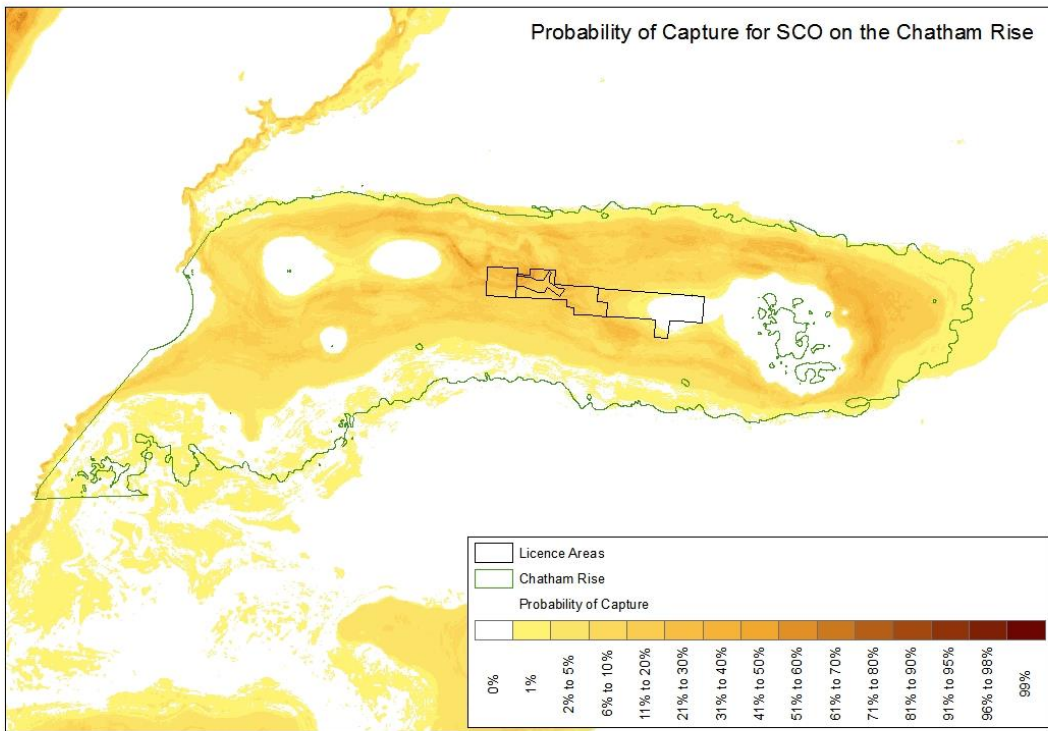 Probability of Capture for SCO on the Chatham Rise
Licence Areas
Chatham Rise
Probability of Capture
0%
1%
2% to 5%
6% to 10%
11% to 20%
21% to 30%
31% to 40%
41% to 50%
51% to 60%
61% to 70%
71% to 80%
81% to 90%
91% to 95%
96% to 98%
99%